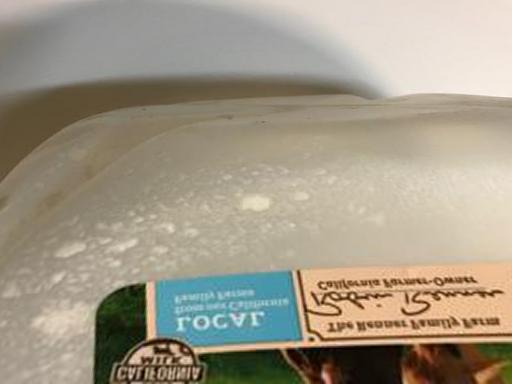 LOCAL
from our California
Family Farms
The Renner Family Farm
California Farmer-Owner
MILK
CALIFORNIA